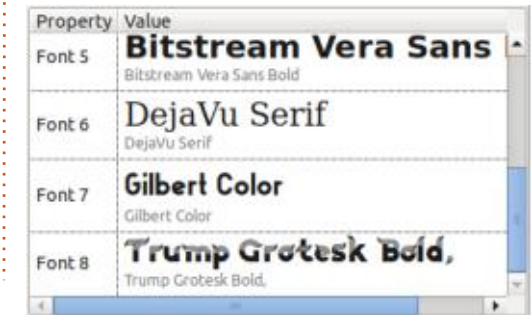 Property Value
Font 5 Bitstream Vera Sans
Bitstream Vera Sans Bold
Font 6 DejaVu Serif
DejaVu Serif
Font 7 Gilbert Color
Gilbert Color
Font 8 Trump Grotesk Bold,
Trump Grotesk Bold,